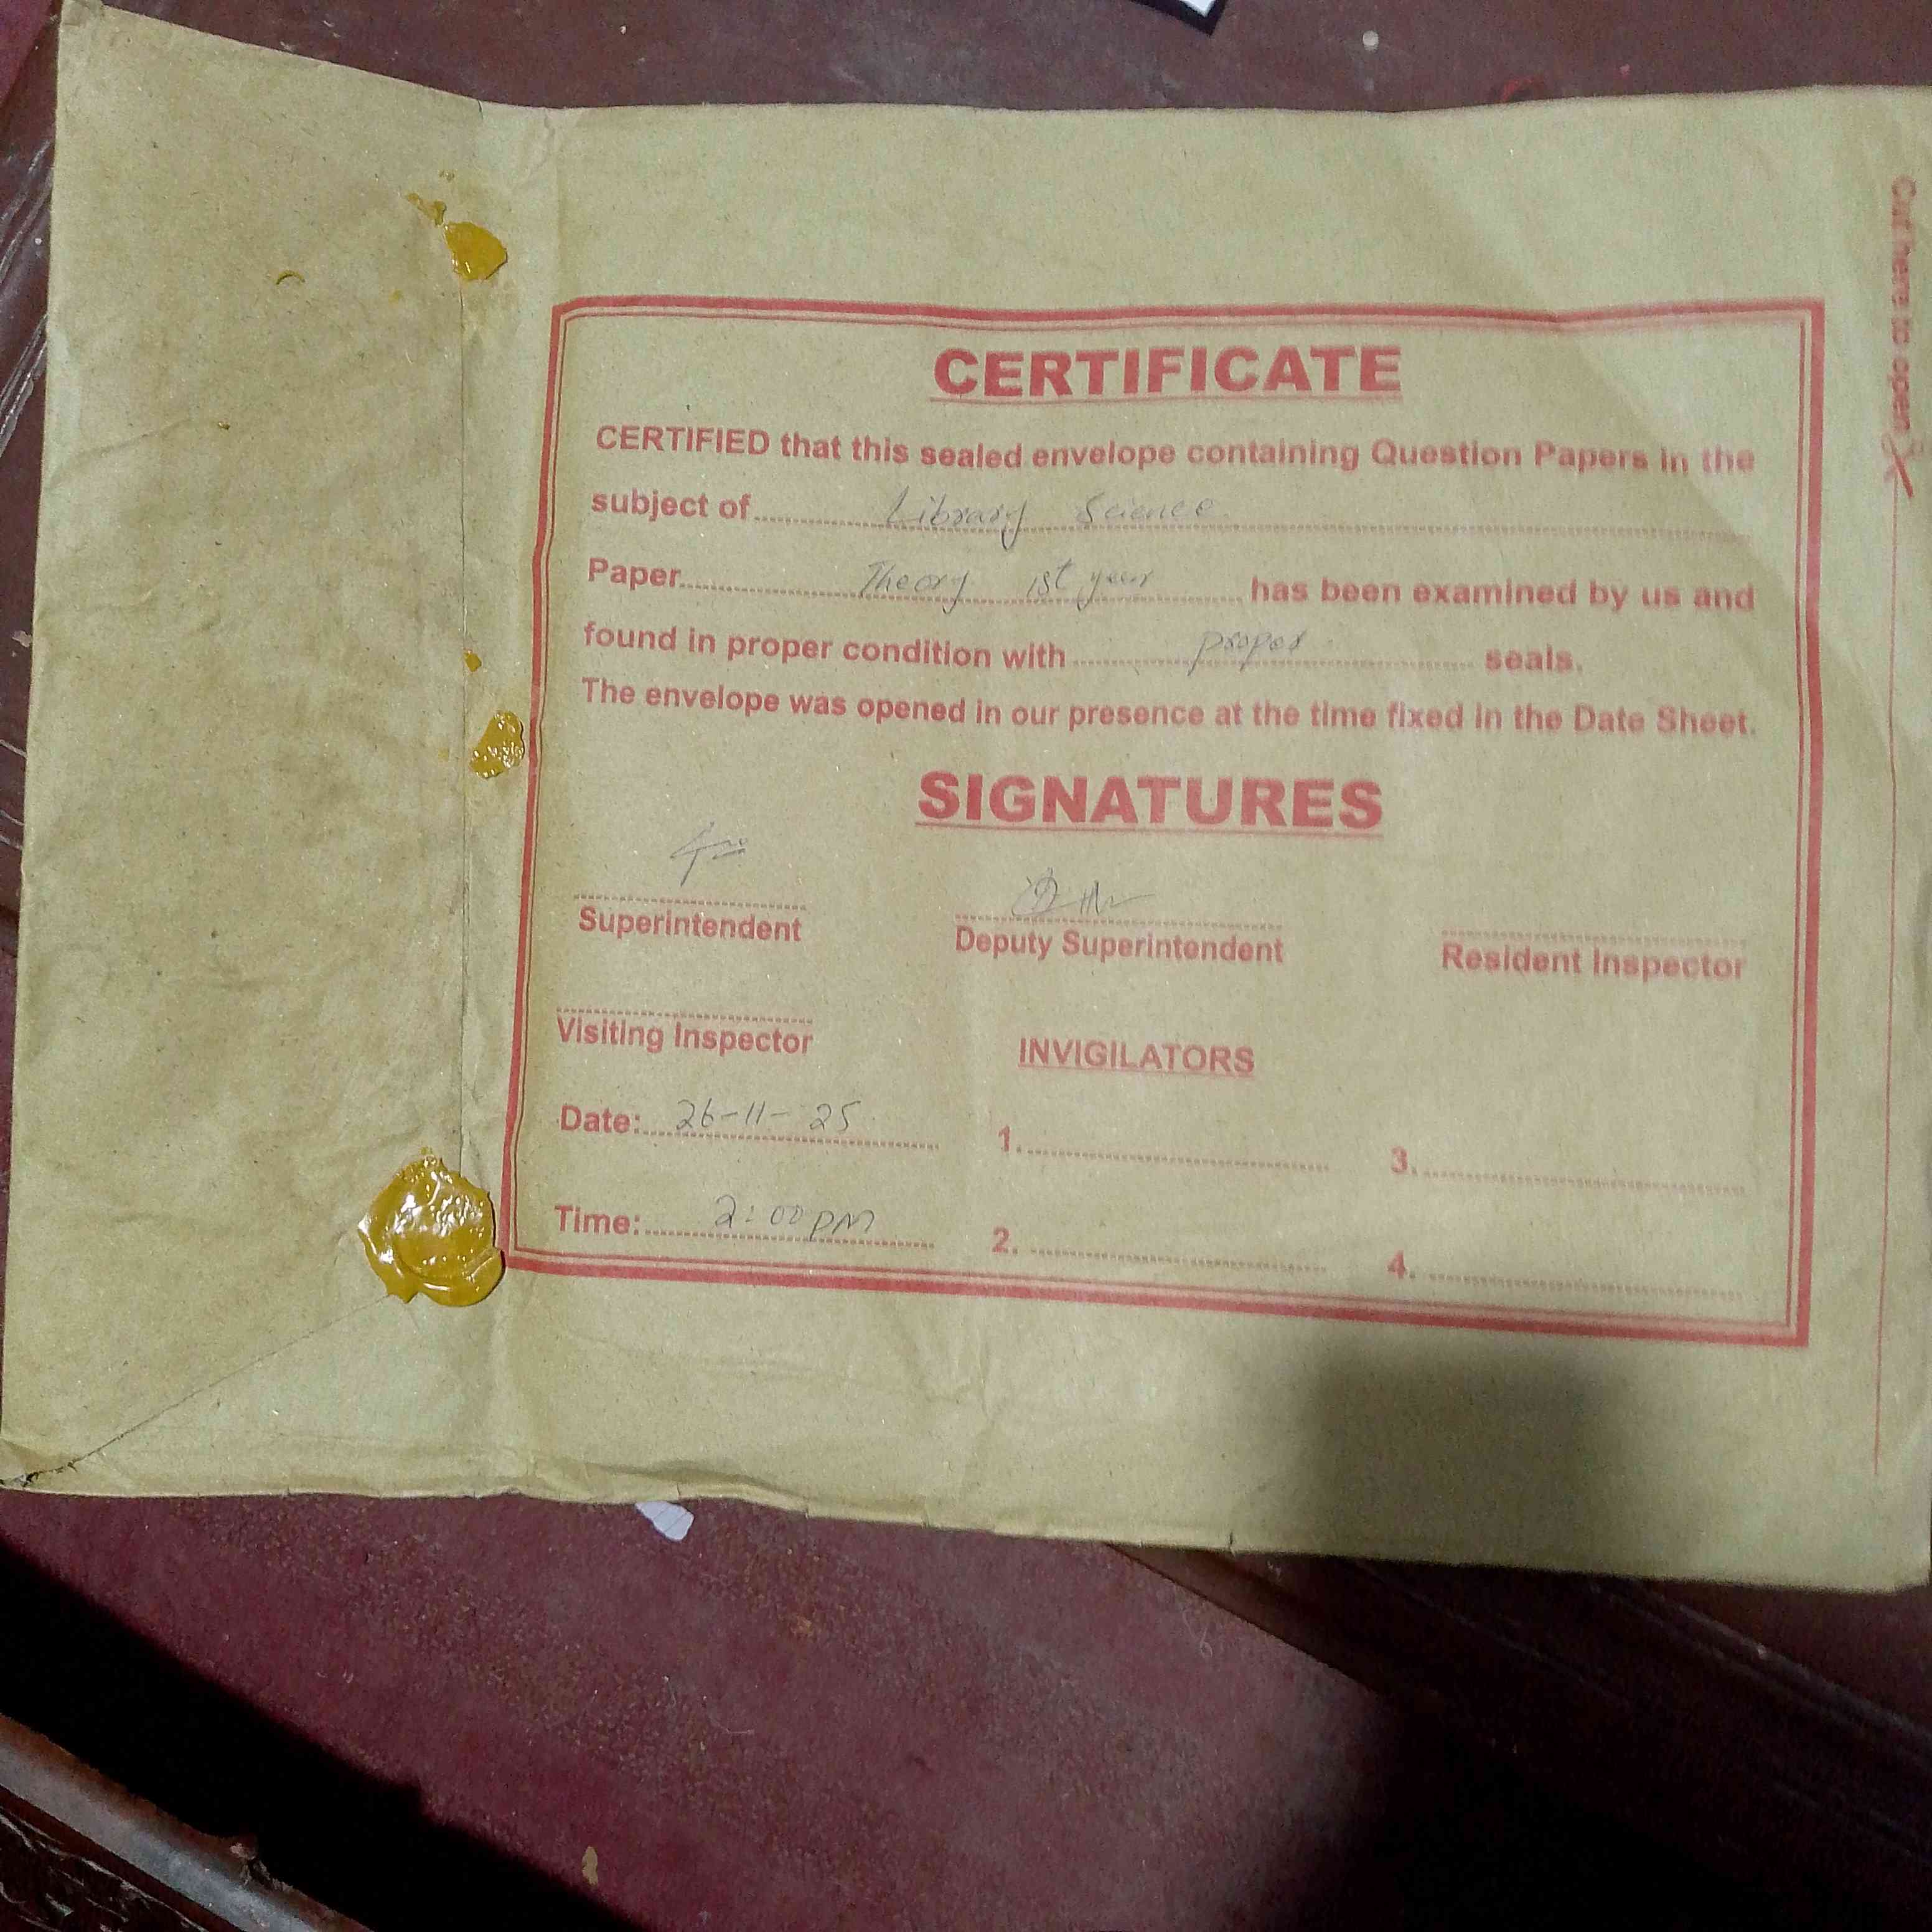 CERTIFICATE
CERTIFIED that this sealed envelope containing Question Papers in the
subject of Library Science
Paper Theory 1st year has been examined by us and
found in proper condition with proper seals.
The envelope was opened in our presence at the time fixed in the Date Sheet.
SIGNATURES
Superintendent
Deputy Superintendent
Resident Inspector
Visiting Inspector
INVIGILATORS
Date: 26-11-25
1.
3.
Time: 2:00 PM
2.
4.
Cut here to open